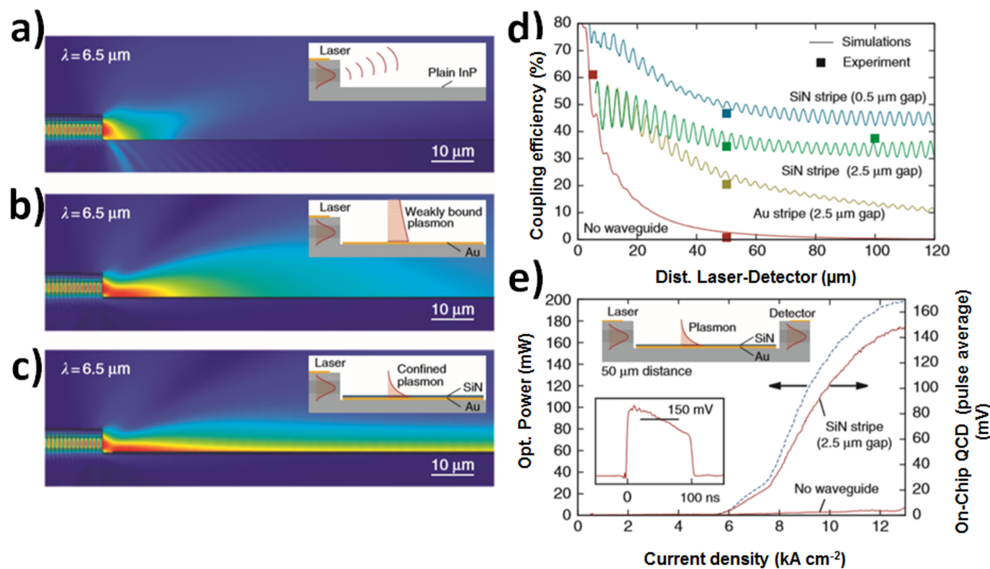 a)
λ = 6.5 μm
Laser
Plain InP
10 μm
b)
λ = 6.5 μm
Laser
Weakly bound
plasmon
Au
10 μm
c)
λ = 6.5 μm
Laser
Confined
plasmon
SiN
Au
10 μm
d)
Coupling efficiency (%)
80
70
60
50
40
30
20
10
0
Simulations
Experiment
SiN stripe (0.5 μm gap)
SiN stripe (2.5 μm gap)
Au stripe (2.5 μm gap)
No waveguide
0 20 40 60 80 100 120
Dist. Laser-Detector (μm)
e)
Opt. Power (mW)
200
180
160
140
120
100
80
60
40
20
0
Laser
Detector
Plasmon
SiN
Au
50 μm distance
150 mV
0 100 ns
SiN stripe
(2.5 μm gap)
No waveguide
160
140
120
100
80
60
40
20
0
On-Chip QCD (pulse average)
(mV)
0 2 4 6 8 10 12
Current density (kA cm-2)